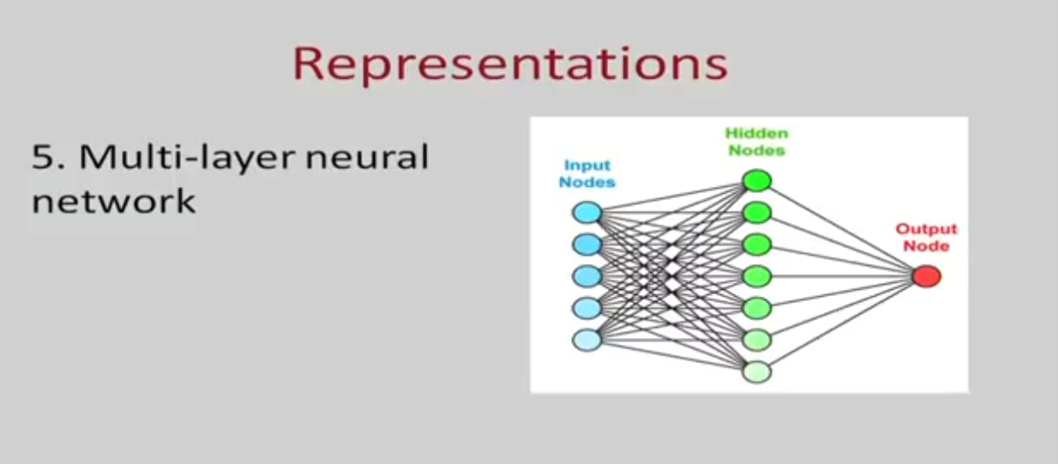 Representations
5. Multi-layer neural
network
Hidden
Nodes
Input
Nodes
Output
Node